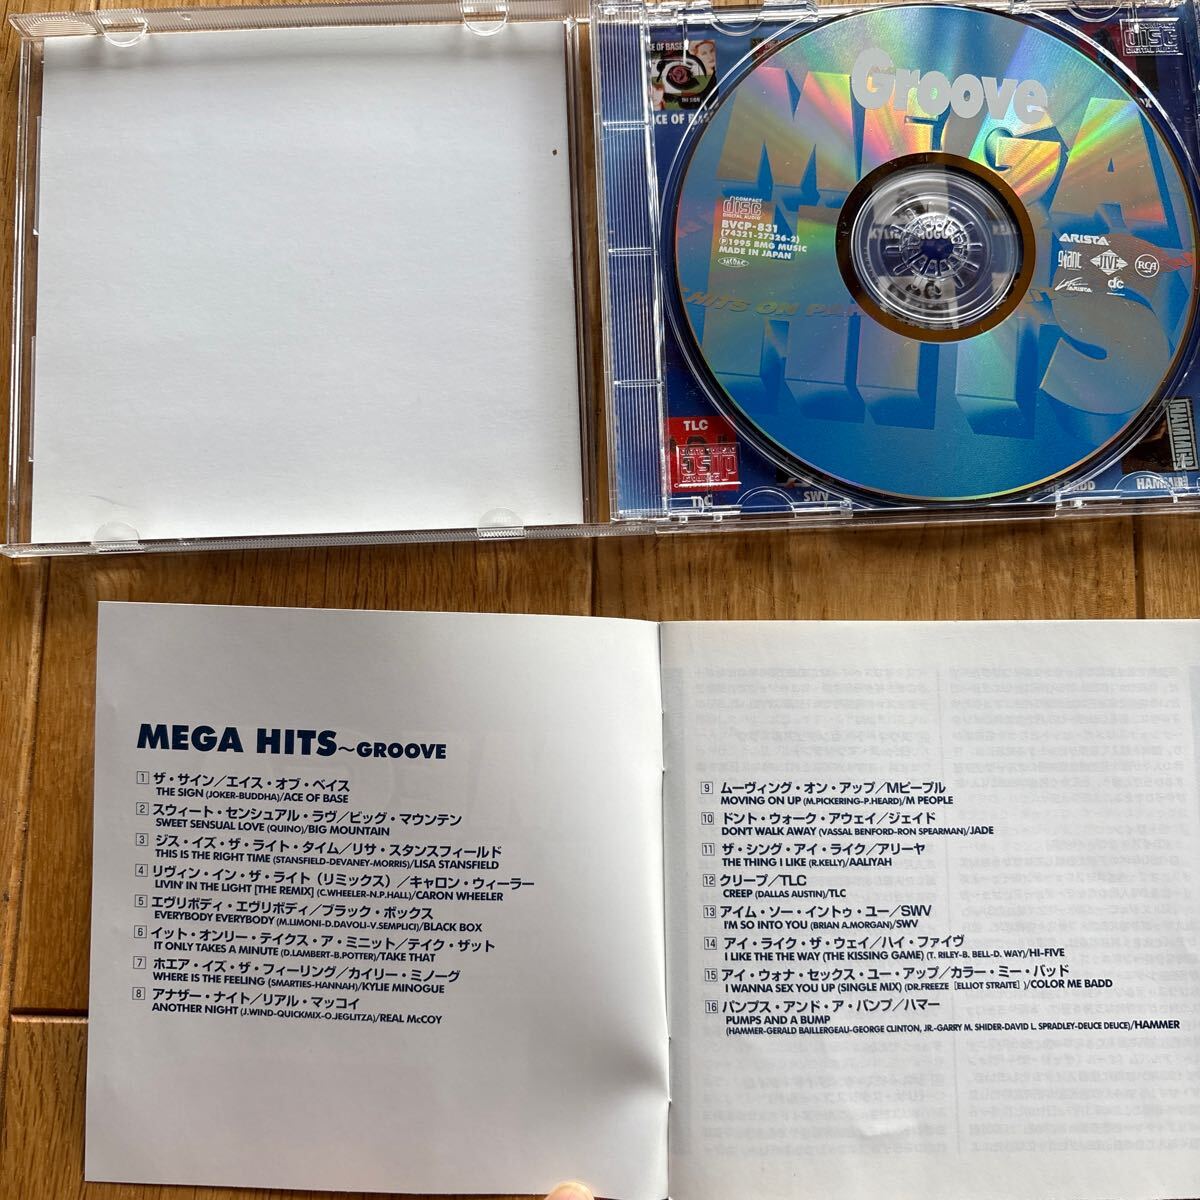 ACE OF BASE
THE SIGN
Groove
MEGA
HITS
COMPACT
disc
DIGITAL AUDIO
BVCP-831
(74321-27326-2)
Ⓟ1995 BMG MUSIC
MADE IN JAPAN
ARISTA
giant
JIVE
RCA
ARISTA
dc
HITS ON
TLC
TLC
SWV
HAMMER
COMPACT
disc
DIGITAL AUDIO
MEGA HITS〜GROOVE
1 ザ・サイン／エイス・オブ・ベイス
THE SIGN (JOKER-BUDDHA)/ACE OF BASE
2 スウィート・センシュアル・ラヴ／ビッグ・マウンテン
SWEET SENSUAL LOVE (QUINO)/BIG MOUNTAIN
3 ジス・イズ・ザ・ライト・タイム／リサ・スタンスフィールド
THIS IS THE RIGHT TIME (STANSFIELD-DEVANEY-MORRIS)/LISA STANSFIELD
4 リヴィン・イン・ザ・ライト（リミックス）／キャロン・ウィーラー
LIVIN' IN THE LIGHT [THE REMIX] (C.WHEELER-N.P.HALL)/CARON WHEELER
5 エヴリボディ・エヴリボディ／ブラック・ボックス
EVERYBODY EVERYBODY (M.LIMONI-D.DAVOLI-V.SEMPLICI)/BLACK BOX
6 イット・オンリー・テイクス・ア・ミニット／テイク・ザット
IT ONLY TAKES A MINUTE (D.LAMBERT-B.POTTER)/TAKE THAT
7 ホエア・イズ・ザ・フィーリング／カイリー・ミノーグ
WHERE IS THE FEELING (SMARTIES-HANNAH)/KYLIE MINOGUE
8 アナザー・ナイト／リアル・マッコイ
ANOTHER NIGHT (J.WIND-QUICKMIX-O.JEGLITZA)/REAL McCOY
9 ムーヴィング・オン・アップ／Mピープル
MOVING ON UP (M.PICKERING-P.HEARD)/M PEOPLE
10 ドント・ウォーク・アウェイ／ジェイド
DON'T WALK AWAY (VASSAL BENFORD-RON SPEARMAN)/JADE
11 ザ・シング・アイ・ライク／アリーヤ
THE THING I LIKE (R.KELLY)/AALIYAH
12 クリープ／TLC
CREEP (DALLAS AUSTIN)/TLC
13 アイム・ソー・イントゥ・ユー／SWV
I'M SO INTO YOU (BRIAN A.MORGAN)/SWV
14 アイ・ライク・ザ・ウェイ／ハイ・ファイヴ
I LIKE THE THE WAY (THE KISSING GAME) (T. RILEY-B. BELL-D. WAY)/HI-FIVE
15 アイ・ウォナ・セックス・ユー・アップ／カラー・ミー・バッド
I WANNA SEX YOU UP (SINGLE MIX) (DR.FREEZE [ELLIOT STRAITE] )/COLOR ME BADD
16 パンプス・アンド・ア・バンプ／ハマー
PUMPS AND A BUMP
(HAMMER-GERALD BAILLERGEAU-GEORGE CLINTON, JR.-GARRY M. SHIDER-DAVID L. SPRADLEY-DEUCE DEUCE)/HAMMER